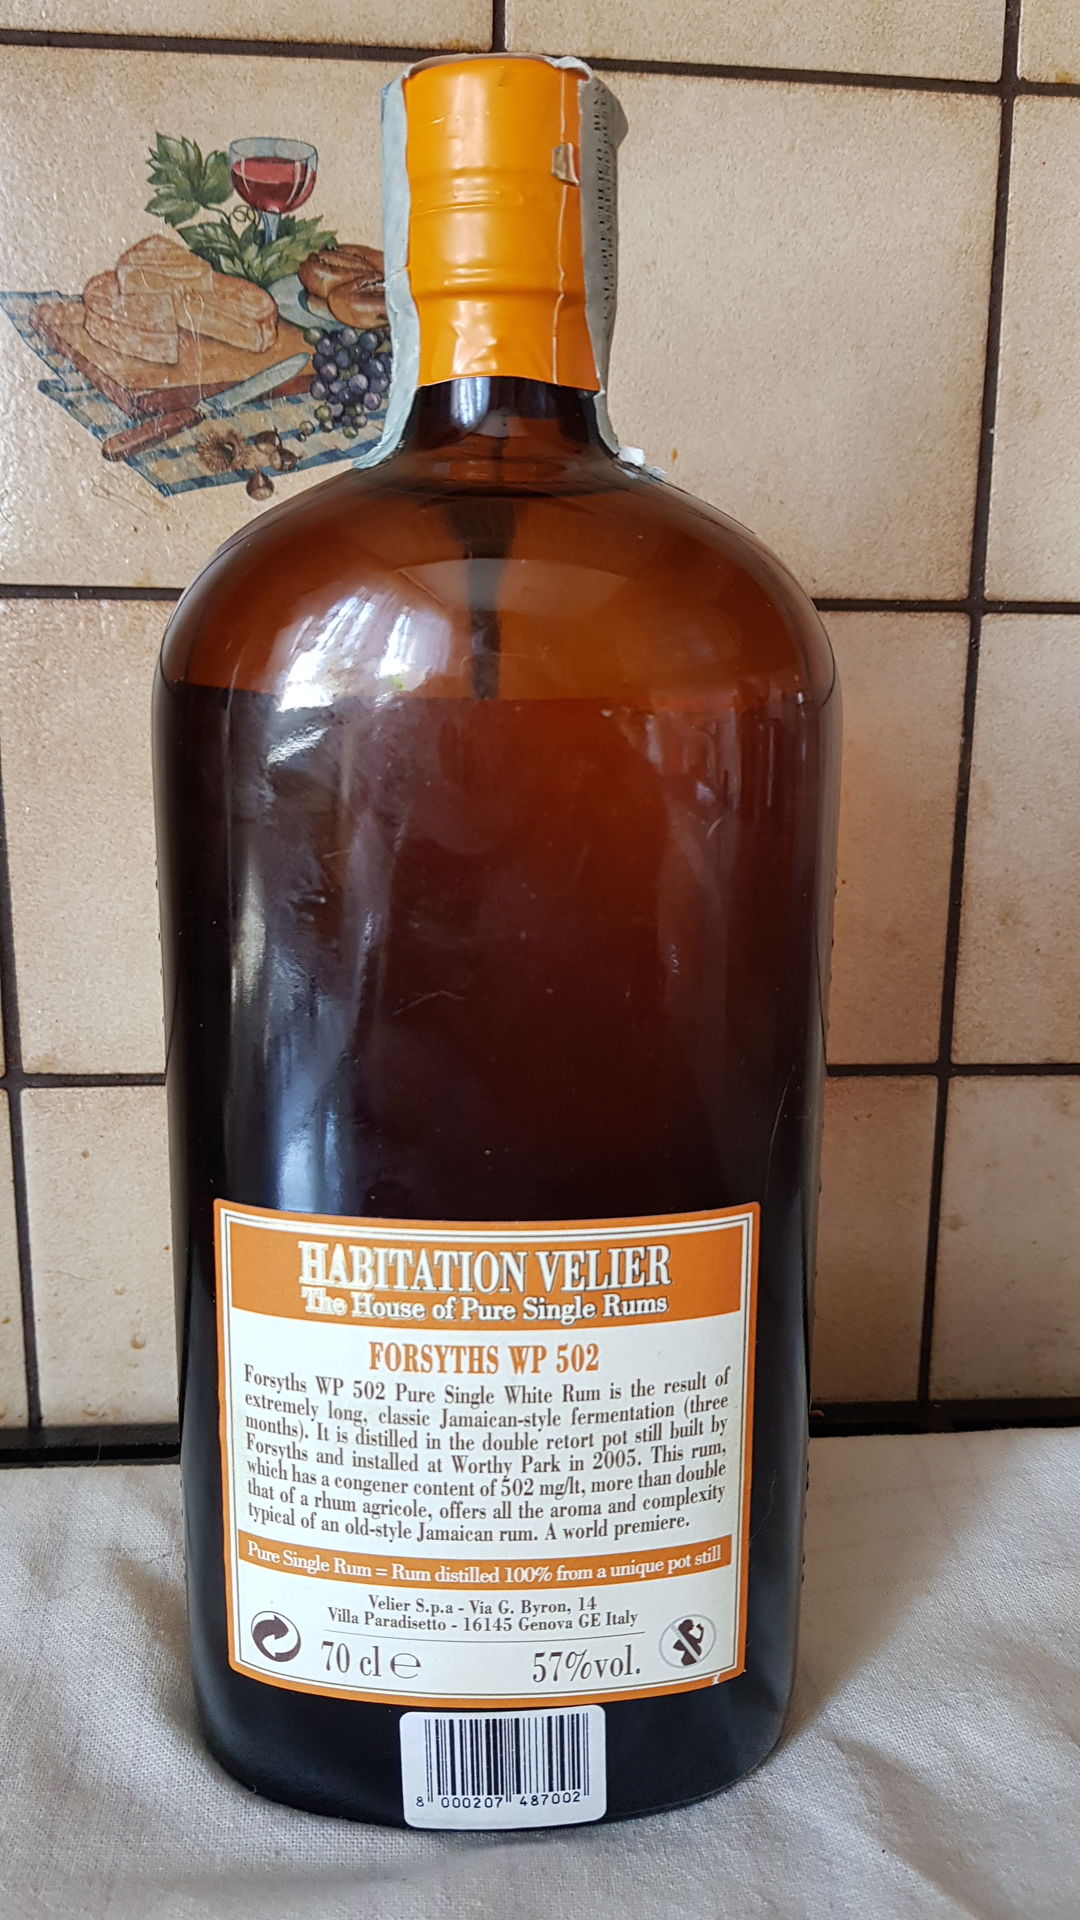 HABITATION VELIER
The House of Pure Single Rums
FORSYTHS WP 502
Forsyths WP 502 Pure Single White Rum is the result of
extremely long, classic Jamaican-style fermentation (three
months). It is distilled in the double retort pot still built by
Forsyths and installed at Worthy Park in 2005. This rum,
which has a congener content of 502 mg/lt, more than double
that of a rhum agricole, offers all the aroma and complexity
typical of an old-style Jamaican rum. A world premiere.
Pure Single Rum = Rum distilled 100% from a unique pot still
Velier S.p.a - Via G. Byron, 14
Villa Paradisetto - 16145 Genova GE Italy
70 cl ℮ 57%vol.
8 000207 487002